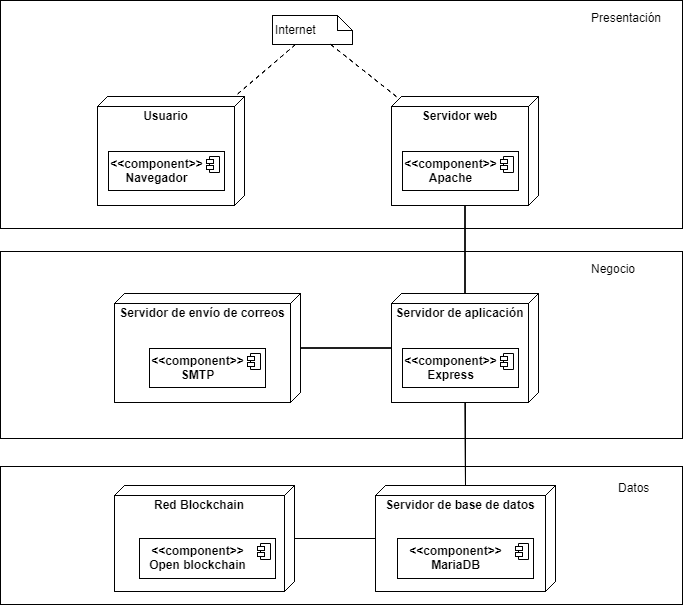 Presentación
Internet
Usuario
<<component>>
Navegador
Servidor web
<<component>>
Apache
Negocio
Servidor de envío de correos
<<component>>
SMTP
Servidor de aplicación
<<component>>
Express
Datos
Red Blockchain
<<component>>
Open blockchain
Servidor de base de datos
<<component>>
MariaDB